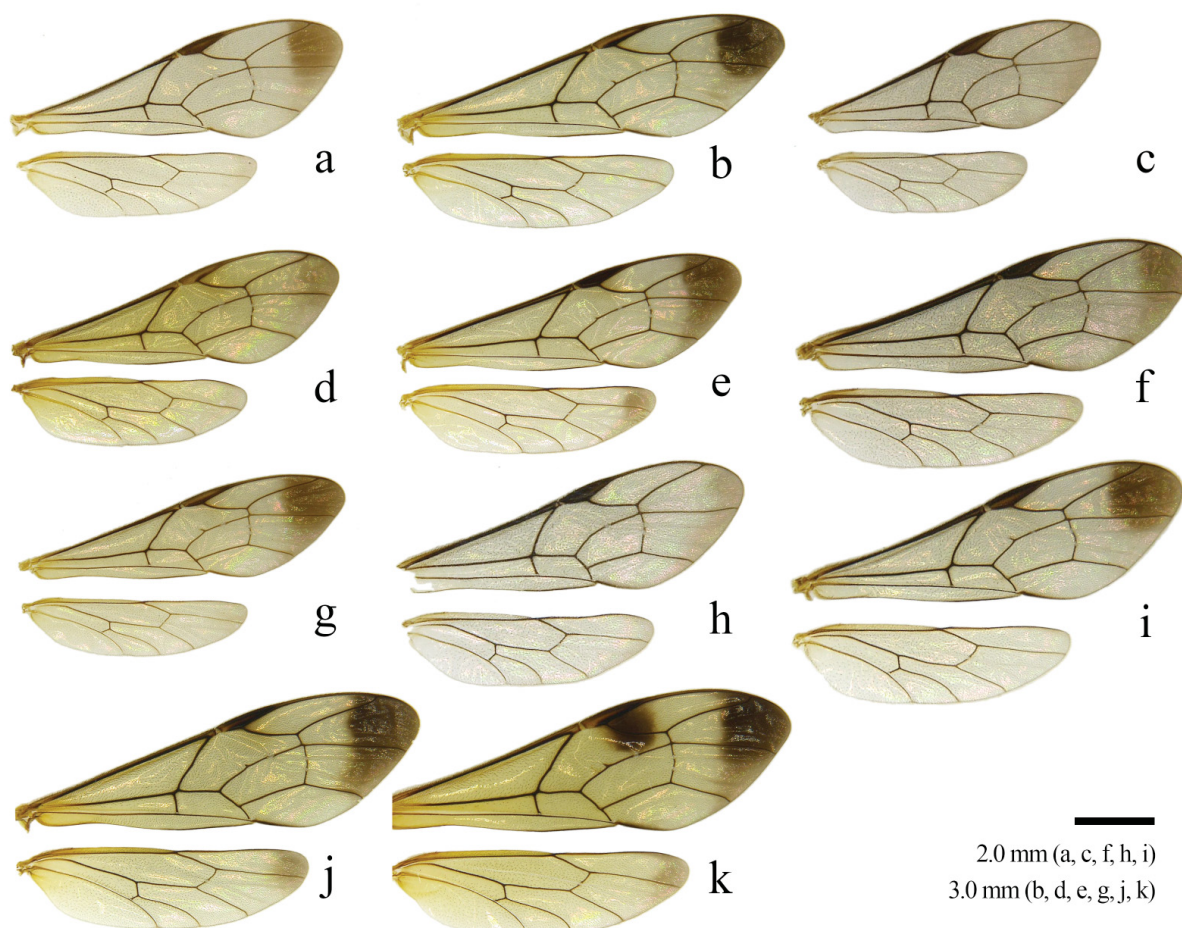 a
b
c
d
e
f
g
h
i
j
k
2.0 mm (a, c, f, h, i)
3.0 mm (b, d, e, g, j, k)